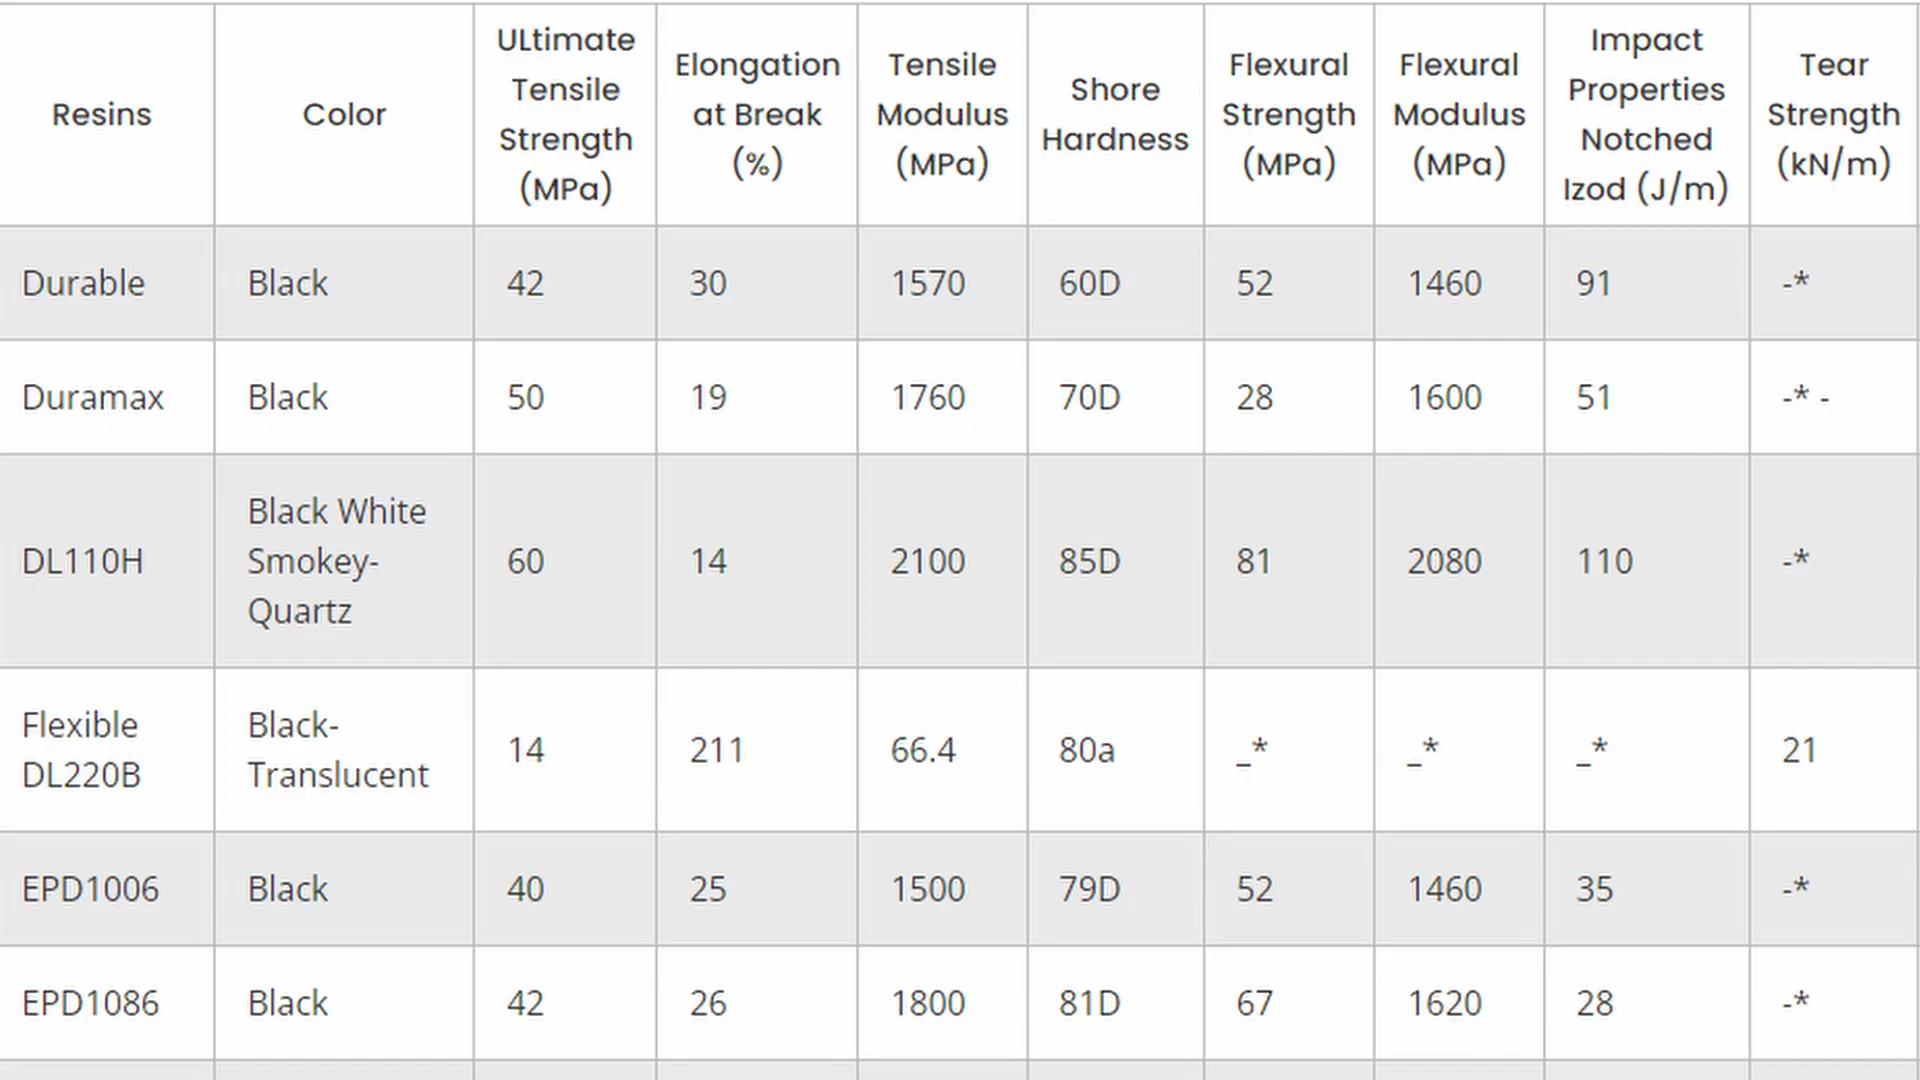 Resins Color ULtimate Tensile Strength (MPa) Elongation at Break (%) Tensile Modulus (MPa) Shore Hardness Flexural Strength (MPa) Flexural Modulus (MPa) Impact Properties Notched Izod (J/m) Tear Strength (kN/m)
Durable Black 42 30 1570 60D 52 1460 91 -*
Duramax Black 50 19 1760 70D 28 1600 51 -* -
DL110H Black White Smokey-Quartz 60 14 2100 85D 81 2080 110 -*
Flexible DL220B Black-Translucent 14 211 66.4 80a _* _* _* 21
EPD1006 Black 40 25 1500 79D 52 1460 35 -*
EPD1086 Black 42 26 1800 81D 67 1620 28 -*